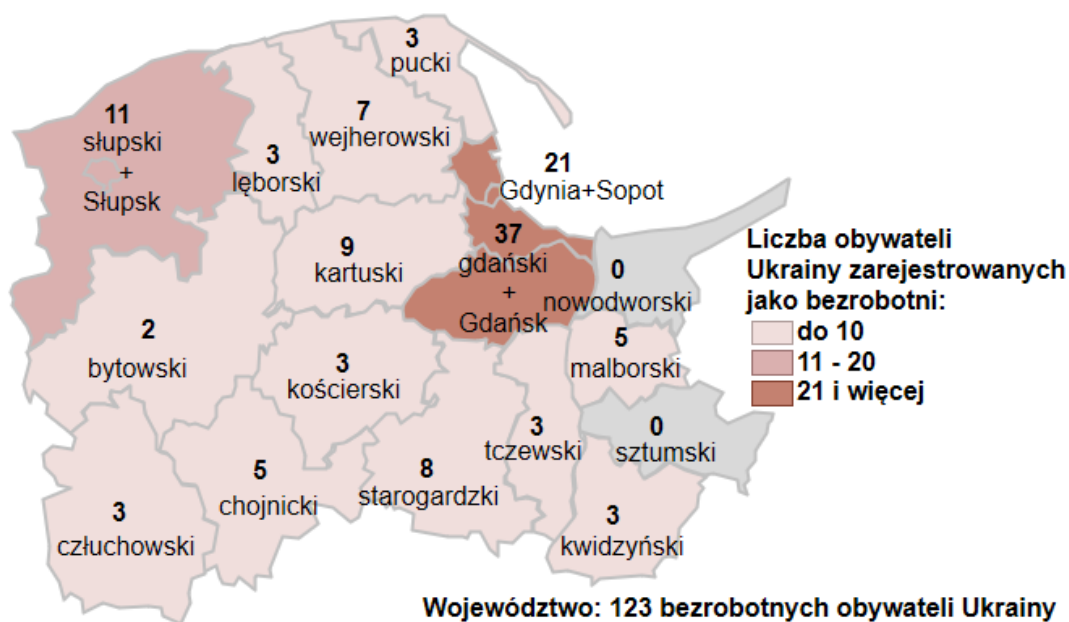 3
pucki
11
słupski
+
Słupsk
7
wejherowski
3
lęborski
21
Gdynia+Sopot
9
kartuski
37
gdański
+
Gdańsk
0
nowodworski
2
bytowski
3
kościerski
5
malborski
3
tczewski
0
sztumski
5
chojnicki
8
starogardzki
3
człuchowski
3
kwidzyński
Liczba obywateli
Ukrainy zarejestrowanych
jako bezrobotni:
do 10
11 - 20
21 i więcej
Województwo: 123 bezrobotnych obywateli Ukrainy